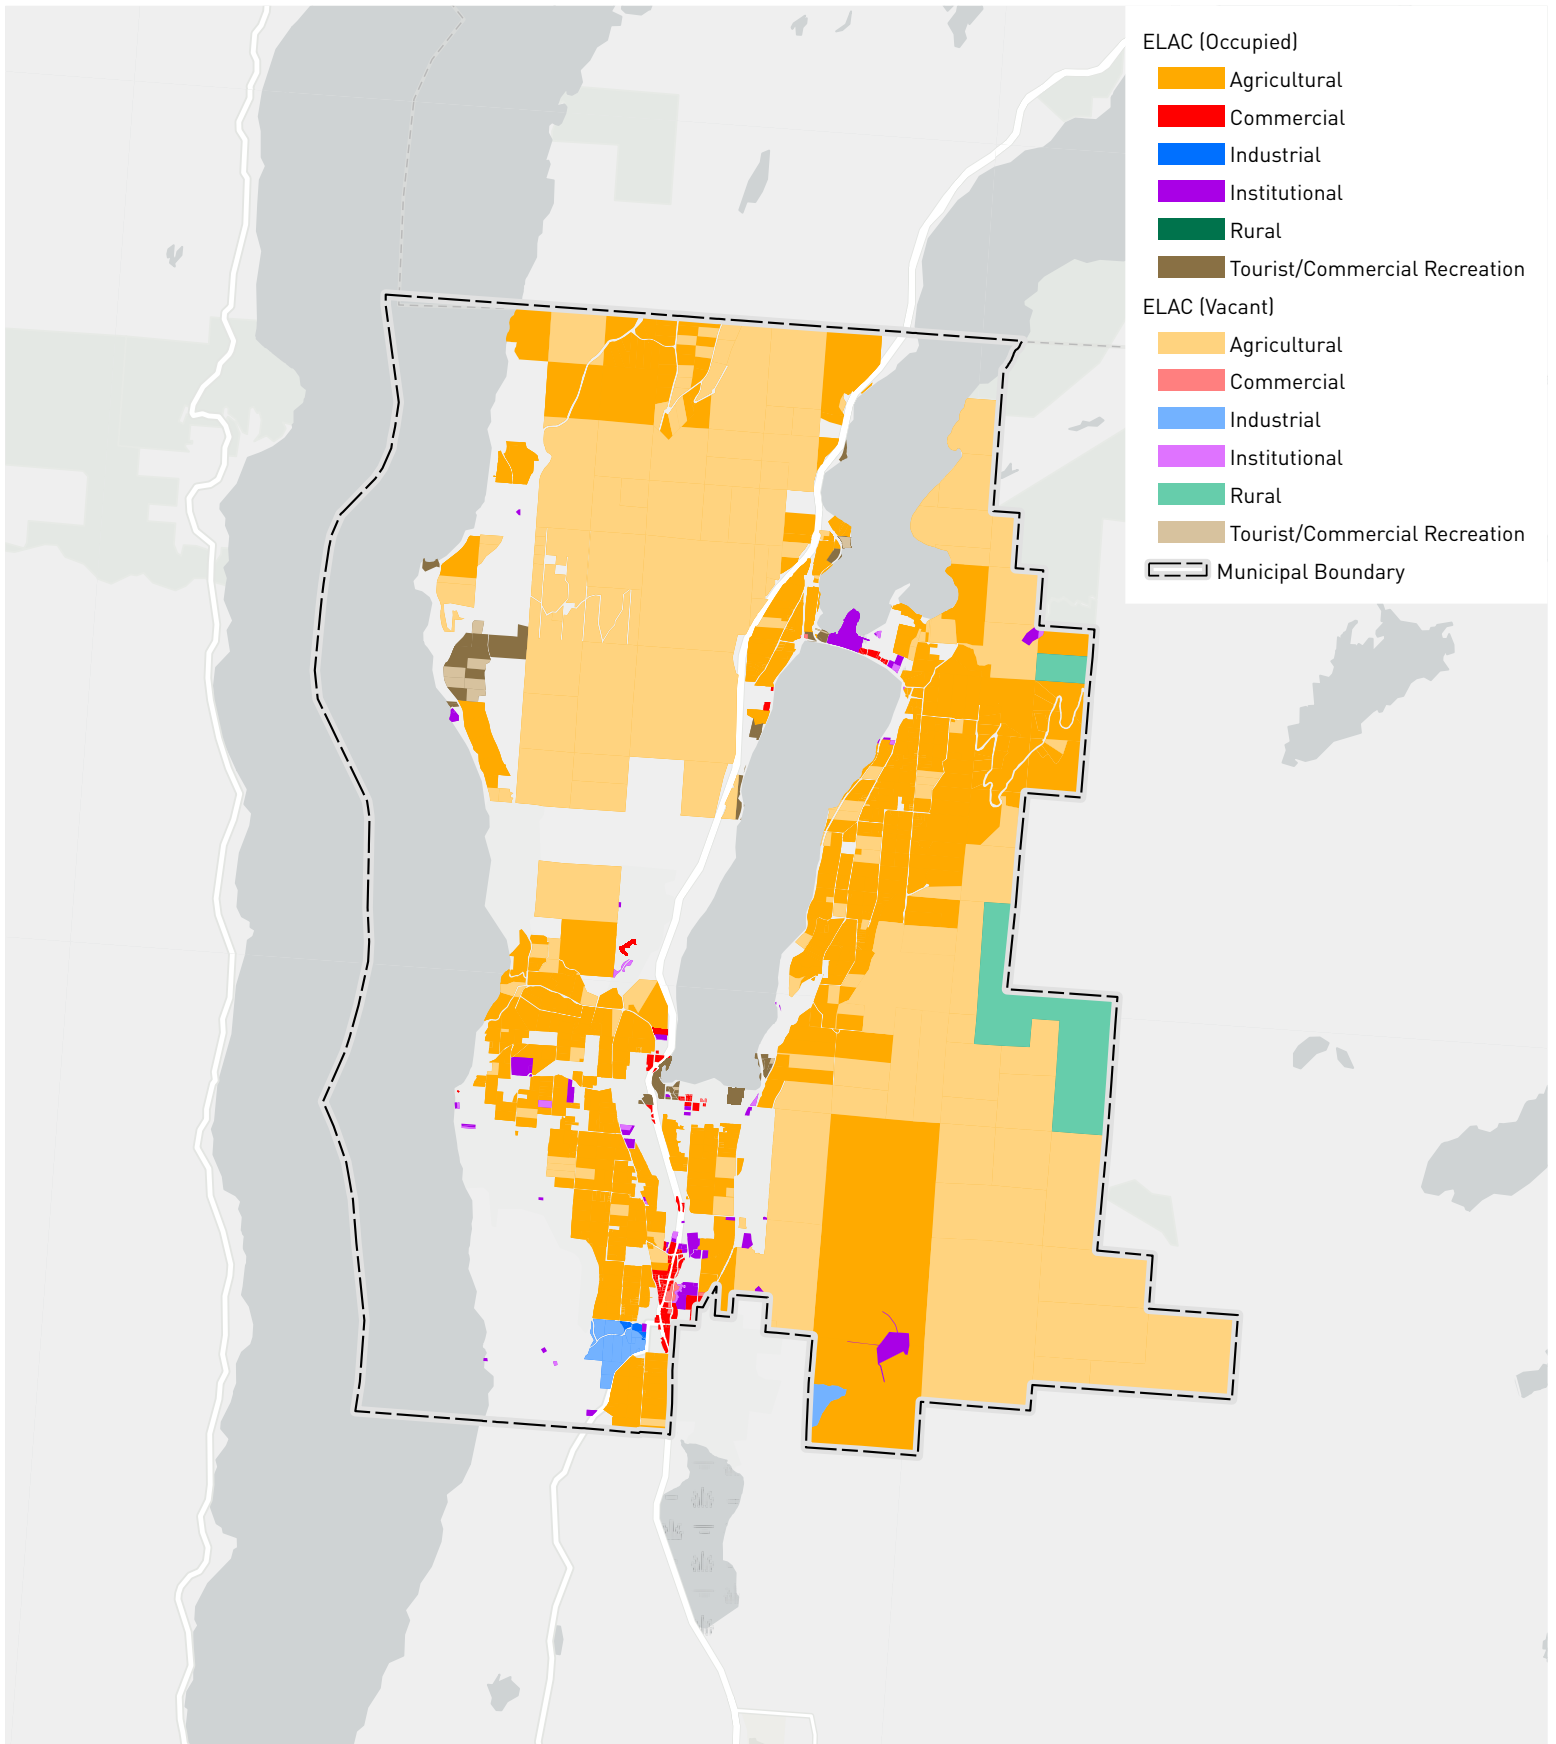 ELAC (Occupied)
Agricultural
Commercial
Industrial
Institutional
Rural
Tourist/Commercial Recreation
ELAC (Vacant)
Agricultural
Commercial
Industrial
Institutional
Rural
Tourist/Commercial Recreation
Municipal Boundary